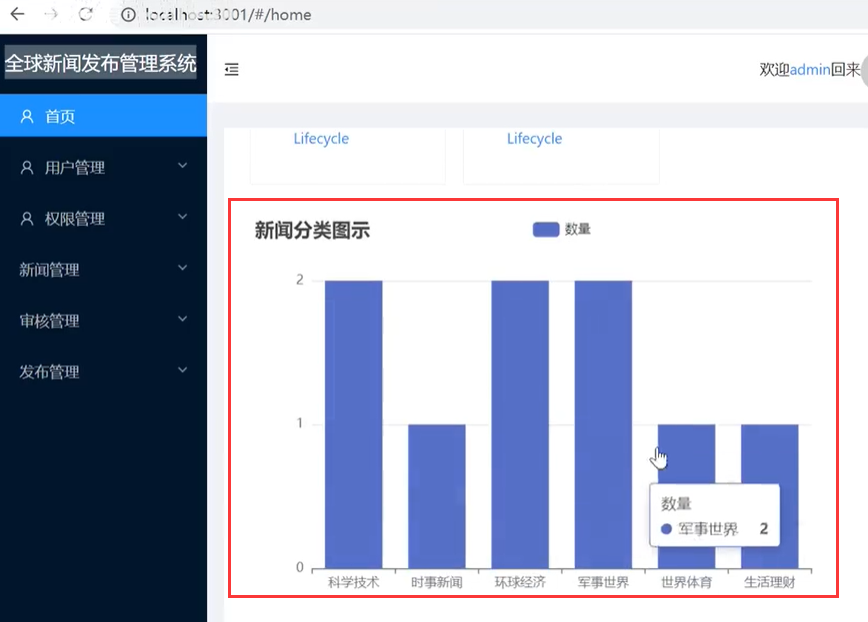 localhost:3001/#/home
全球新闻发布管理系统
欢迎admin回来
首页
用户管理
权限管理
新闻管理
审核管理
发布管理
Lifecycle Lifecycle
新闻分类图示
数量
2
1
0
数量
军事世界 2
科学技术 时事新闻 环球经济 军事世界 世界体育 生活理财